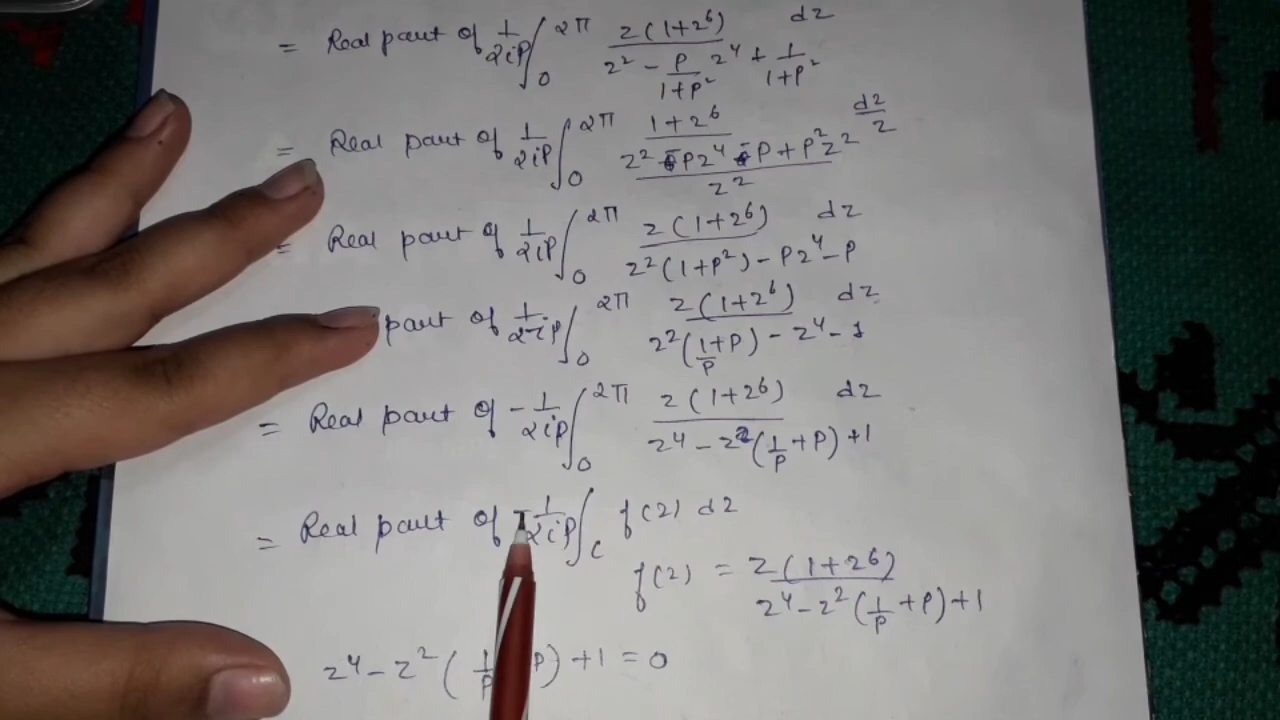 = Real part of 1/2ip ∫₀^2π z(1+z⁶) / (z² - p/(1+p²) z⁴ + 1/(1+p²)) dz
= Real part of 1/2ip ∫₀^2π (1+z⁶) / ((z² - pz⁴ - p + p²z²)/z²) dz/z
= Real part of 1/2ip ∫₀^2π z(1+z⁶) / (z²(1+p²) - pz⁴ - p) dz
part of 1/2ip ∫₀^2π z(1+z⁶) / (z²(1/p + p) - z⁴ - 1) dz
= Real part of -1/2ip ∫₀^2π z(1+z⁶) / (z⁴ - z²(1/p + p) + 1) dz
= Real part of -1/2ip ∫_c f(z) dz
f(z) = z(1+z⁶) / (z⁴ - z²(1/p + p) + 1)
z⁴ - z²(1/p p) + 1 = 0